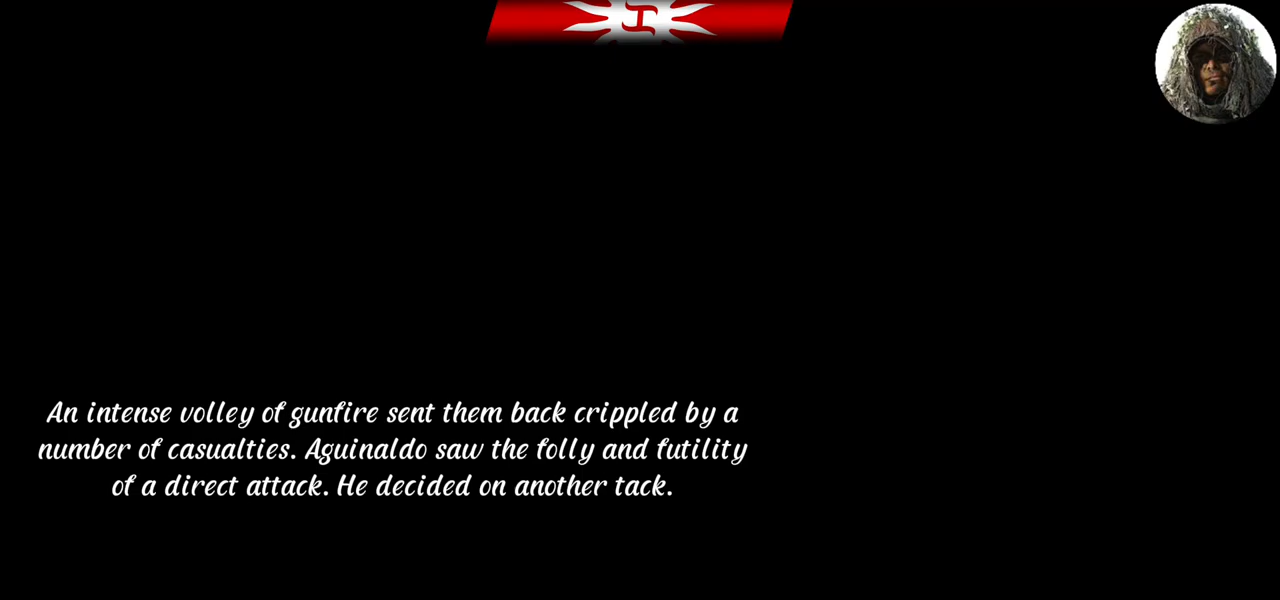 An intense volley of gunfire sent them back crippled by a
number of casualties. Aguinaldo saw the folly and futility
of a direct attack. He decided on another tack.